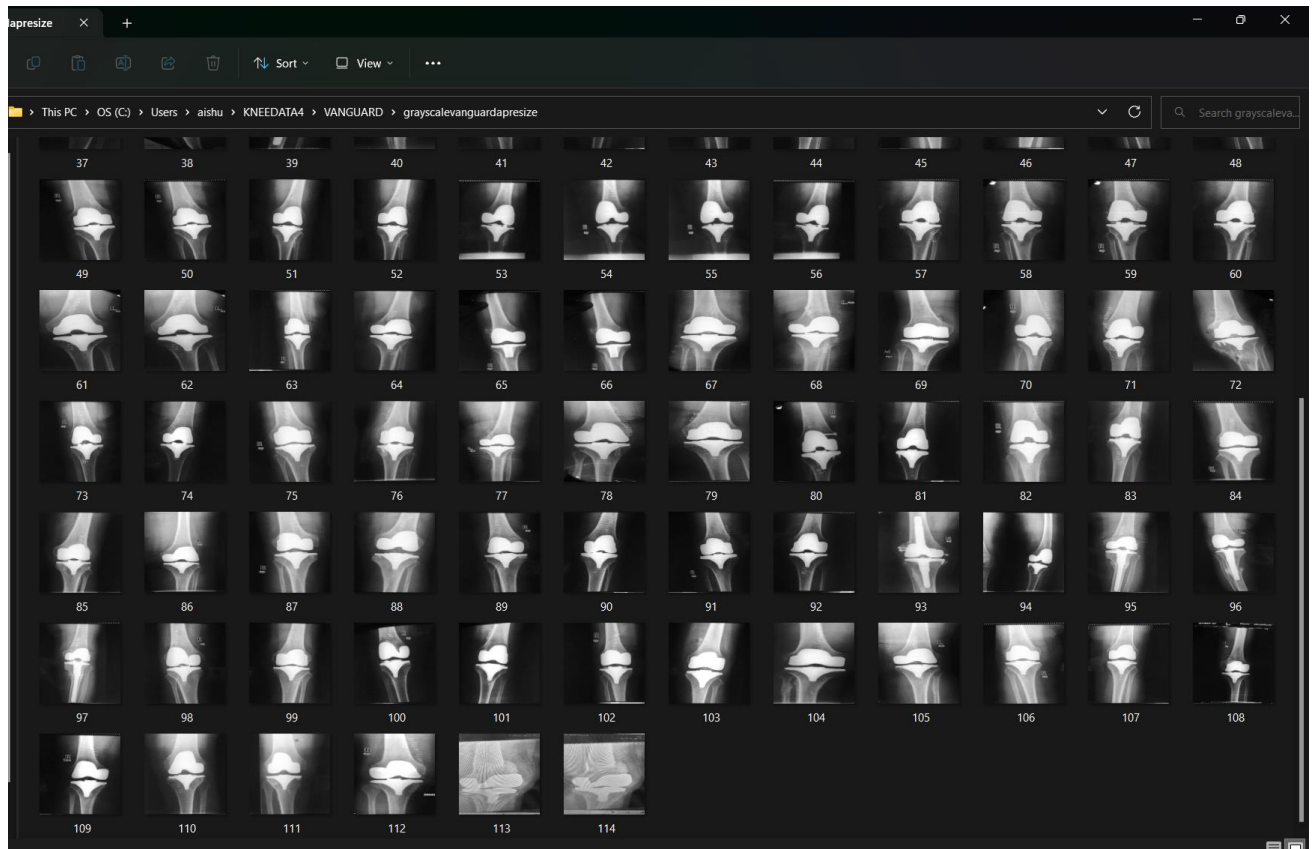 lapresize
Sort View
This PC > OS (C:) > Users > aishu > KNEEDATA4 > VANGUARD > grayscalevanguardapresize Search grayscaleva...
37 38 39 40 41 42 43 44 45 46 47 48
49 50 51 52 53 54 55 56 57 58 59 60
61 62 63 64 65 66 67 68 69 70 71 72
73 74 75 76 77 78 79 80 81 82 83 84
85 86 87 88 89 90 91 92 93 94 95 96
97 98 99 100 101 102 103 104 105 106 107 108
109 110 111 112 113 114